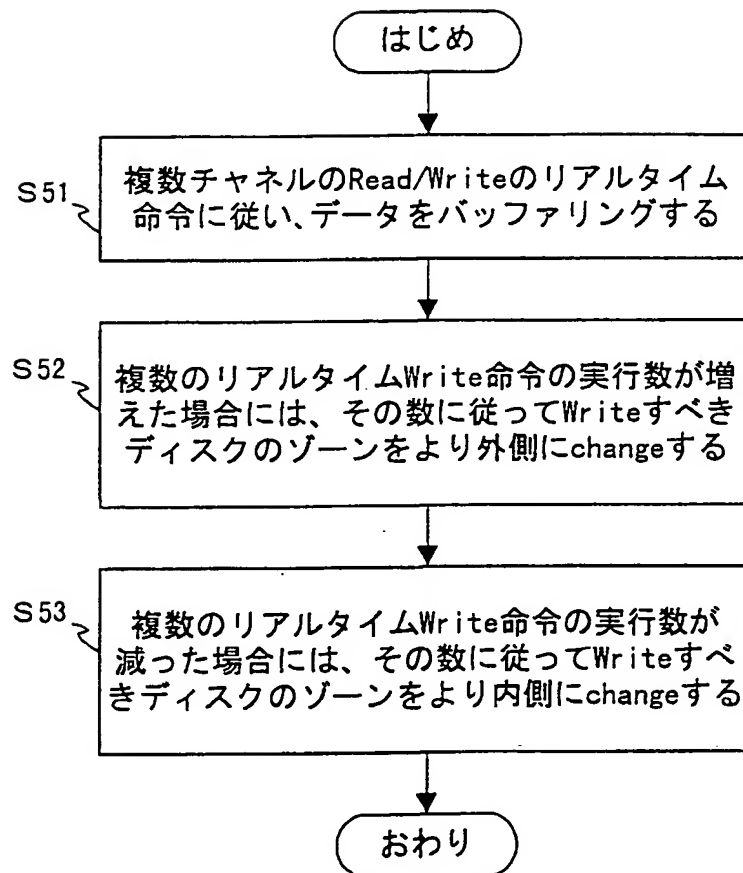 はじめ
S51
複数チャネルのRead/Writeのリアルタイム
命令に従い、データをバッファリングする
S52
複数のリアルタイムWrite命令の実行数が増
えた場合には、その数に従ってWriteすべき
ディスクのゾーンをより外側にchangeする
S53
複数のリアルタイムWrite命令の実行数が
減った場合には、その数に従ってWriteすべ
きディスクのゾーンをより内側にchangeする
おわり